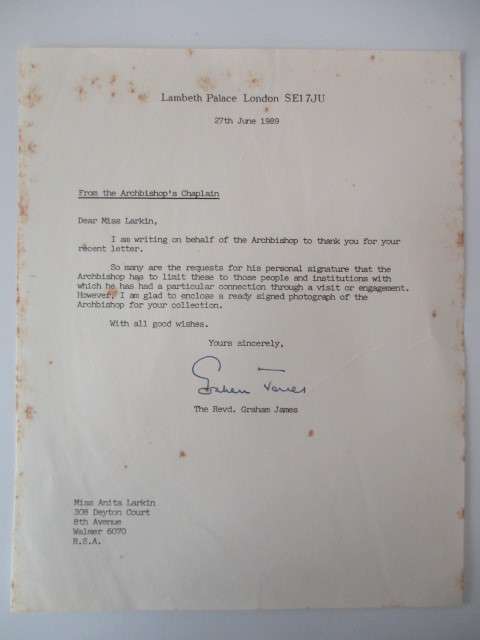 Lambeth Palace London SE1 7JU
27th June 1989
From the Archbishop's Chaplain
Dear Miss Larkin,
I am writing on behalf of the Archbishop to thank you for your
recent letter.
So many are the requests for his personal signature that the
Archbishop has to limit these to those people and institutions with
which he has had a particular connection through a visit or engagement.
However, I am glad to enclose a ready signed photograph of the
Archbishop for your collection.
With all good wishes.
Yours sincerely,
Graham James
The Revd. Graham James
Miss Anita Larkin
308 Deyton Court
8th Avenue
Walmer 6070
R.S.A.